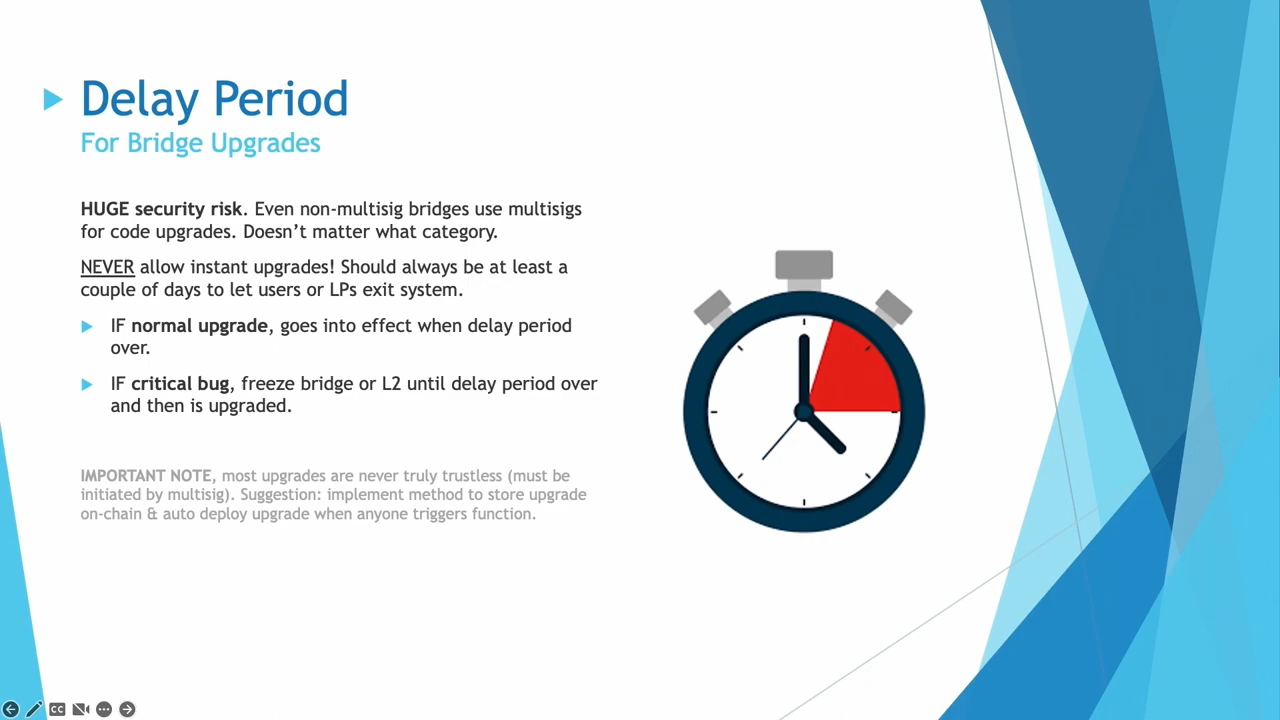 Delay Period
For Bridge Upgrades
HUGE security risk. Even non-multisig bridges use multisigs
for code upgrades. Doesn’t matter what category.
NEVER allow instant upgrades! Should always be at least a
couple of days to let users or LPs exit system.
IF normal upgrade, goes into effect when delay period
over.
IF critical bug, freeze bridge or L2 until delay period over
and then is upgraded.
IMPORTANT NOTE, most upgrades are never truly trustless (must be
initiated by multisig). Suggestion: implement method to store upgrade
on-chain & auto deploy upgrade when anyone triggers function.
CC